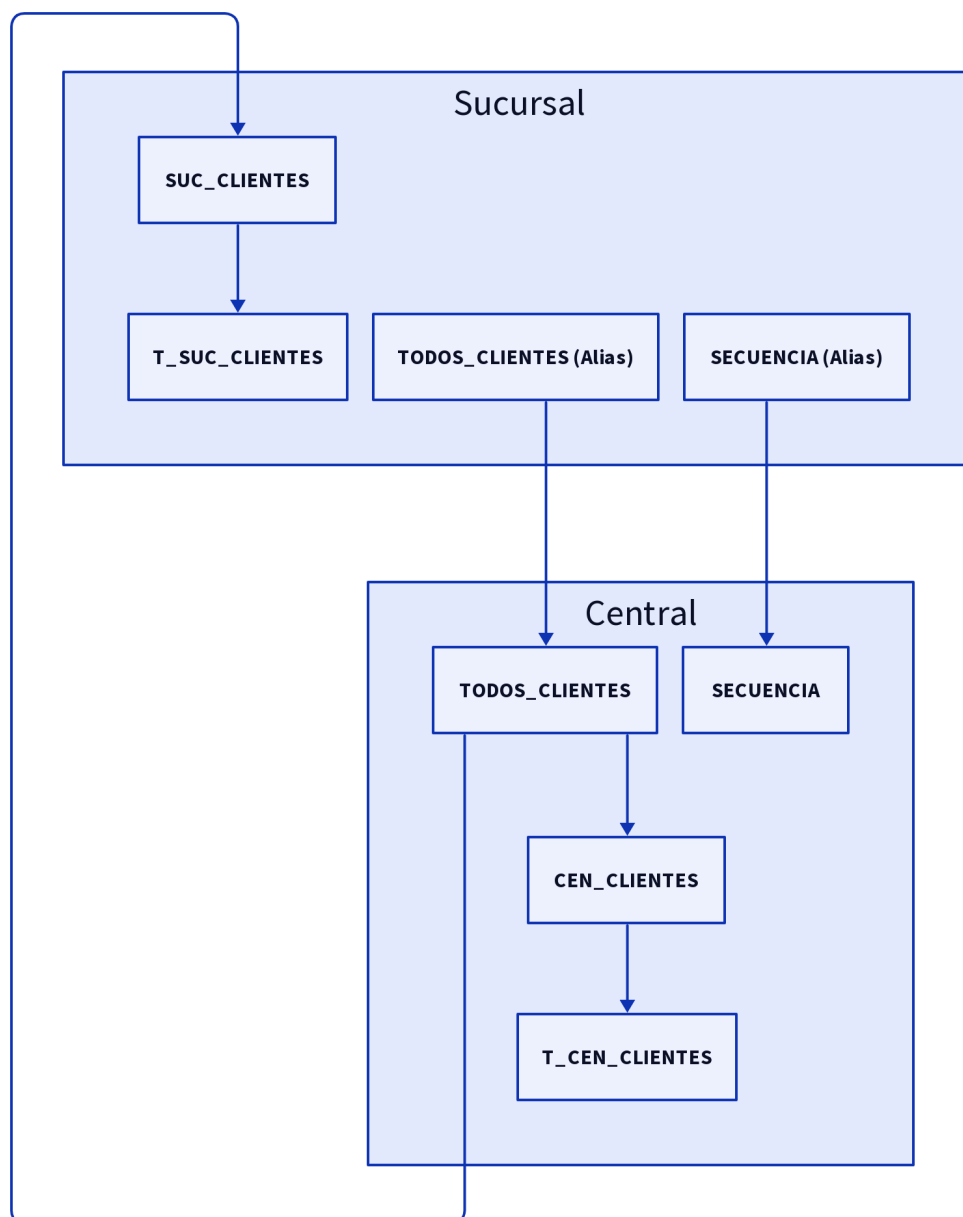 Sucursal
SUC_CLIENTES
T_SUC_CLIENTES
TODOS_CLIENTES (Alias)
SECUENCIA (Alias)
Central
TODOS_CLIENTES
SECUENCIA
CEN_CLIENTES
T_CEN_CLIENTES